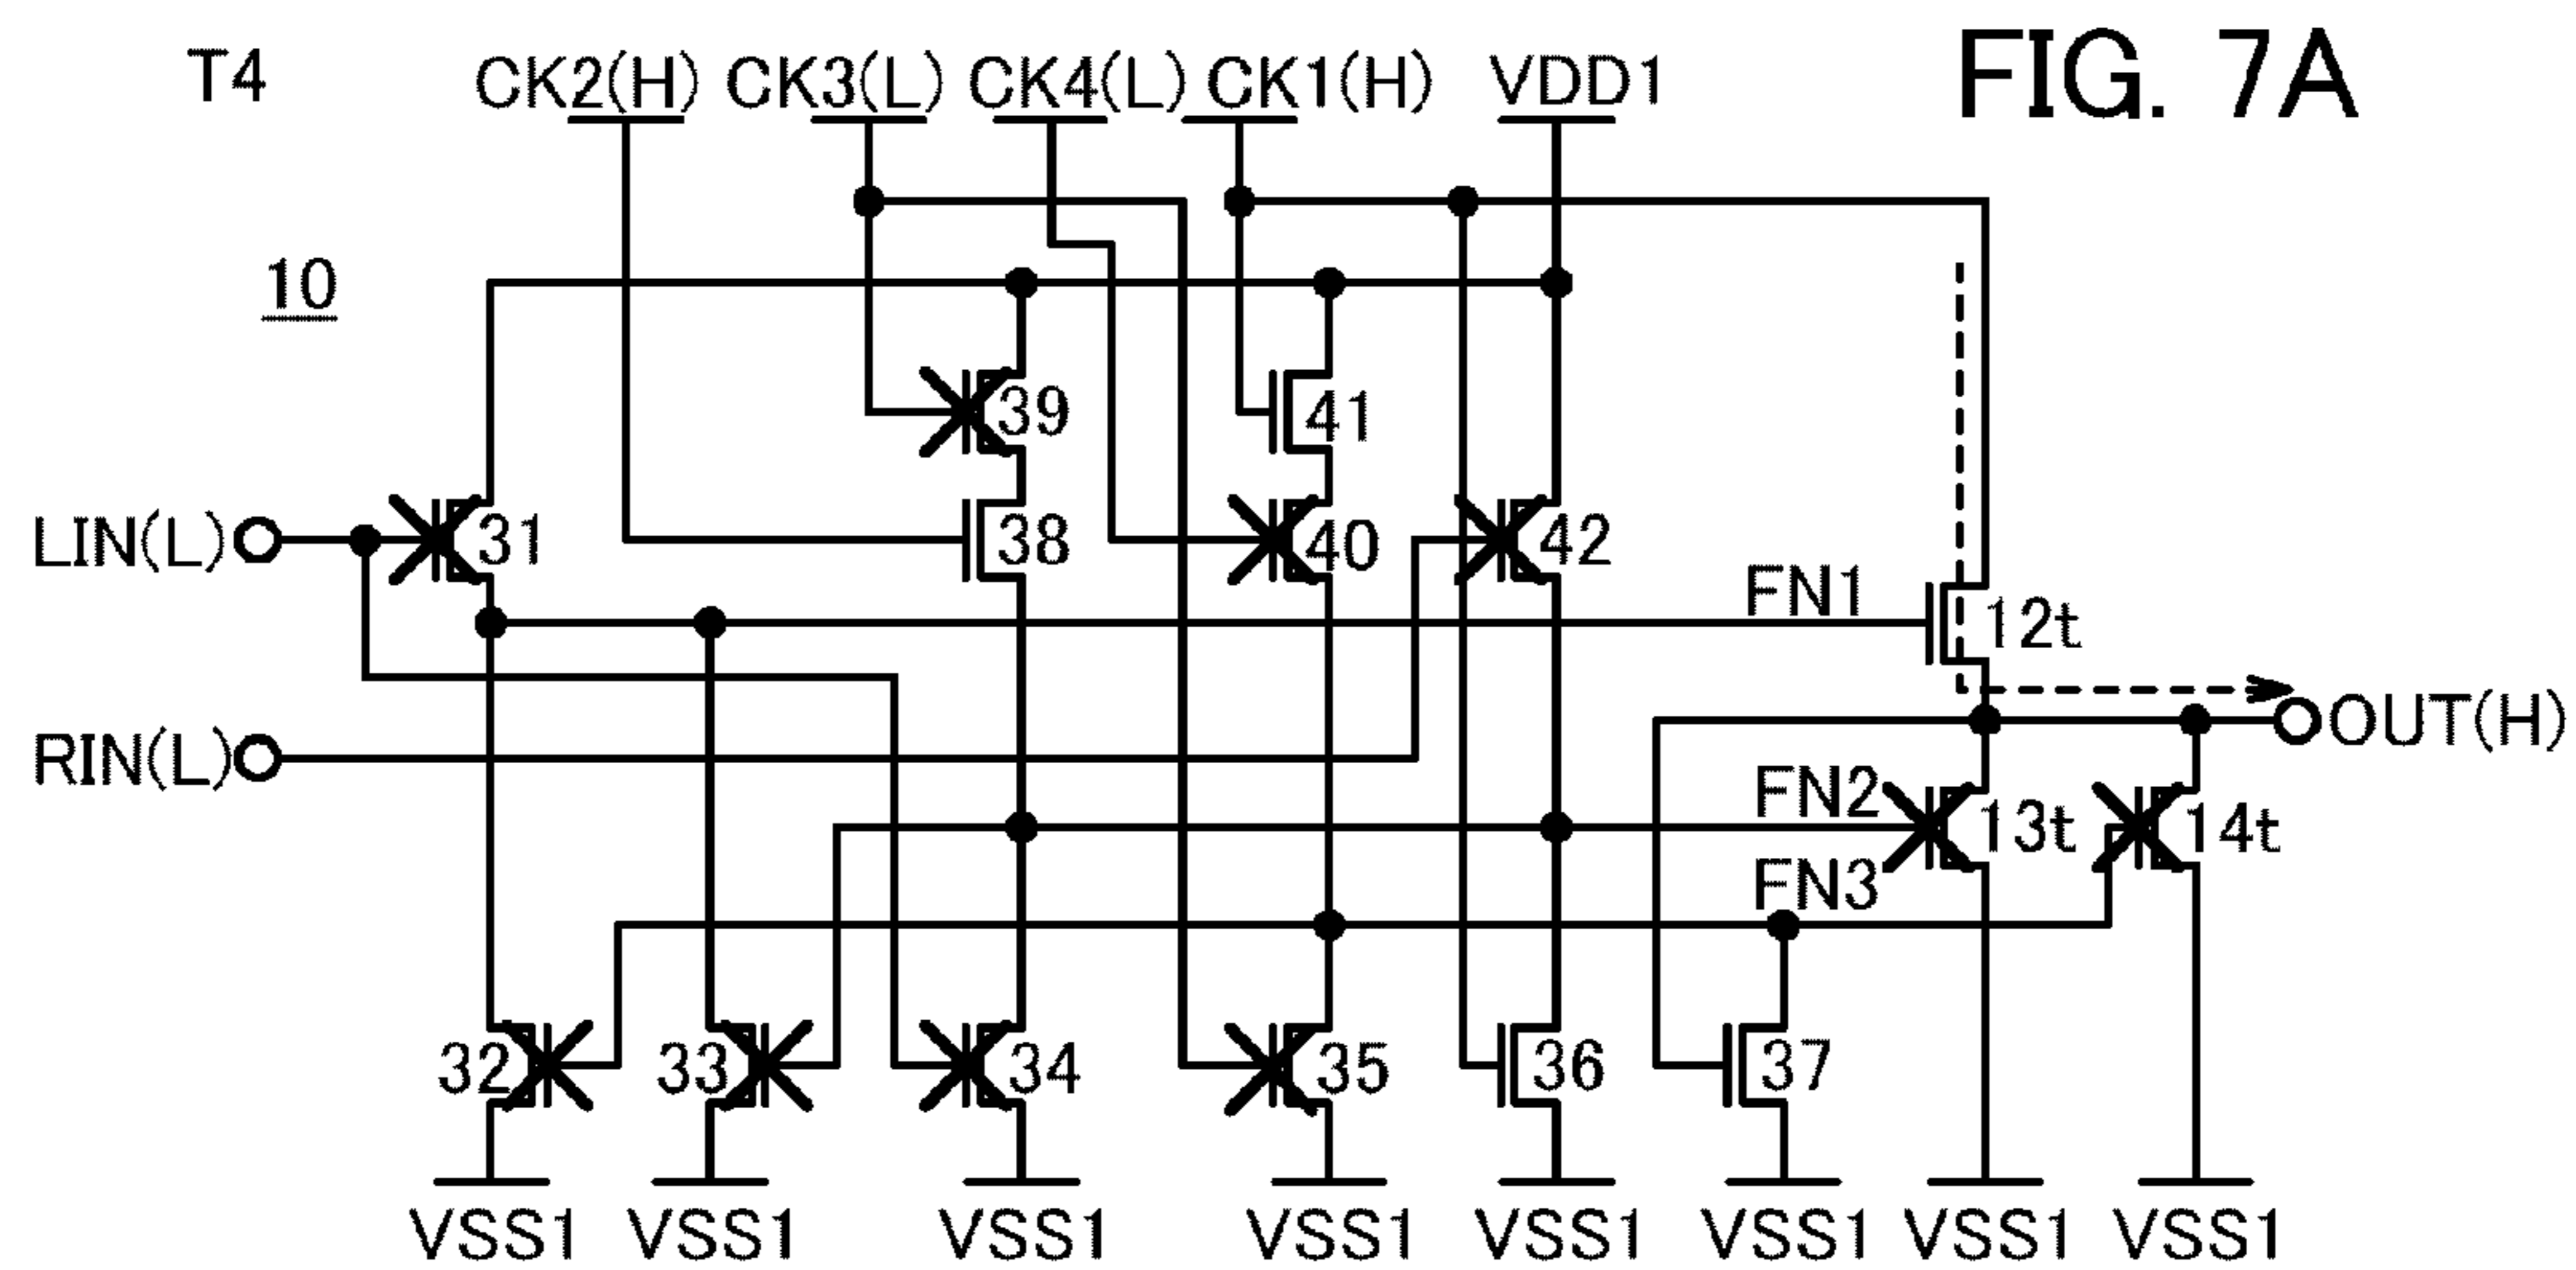 T4 CK2(H) CK3(L) CK4(L) CK1(H) VDD1 FIG. 7A
10
39 41
LIN(L) 31 38 40 42
FN1 12t
RIN(L) OUT(H)
FN2 13t 14t
FN3
32 33 34 35 36 37
VSS1 VSS1 VSS1 VSS1 VSS1 VSS1 VSS1 VSS1